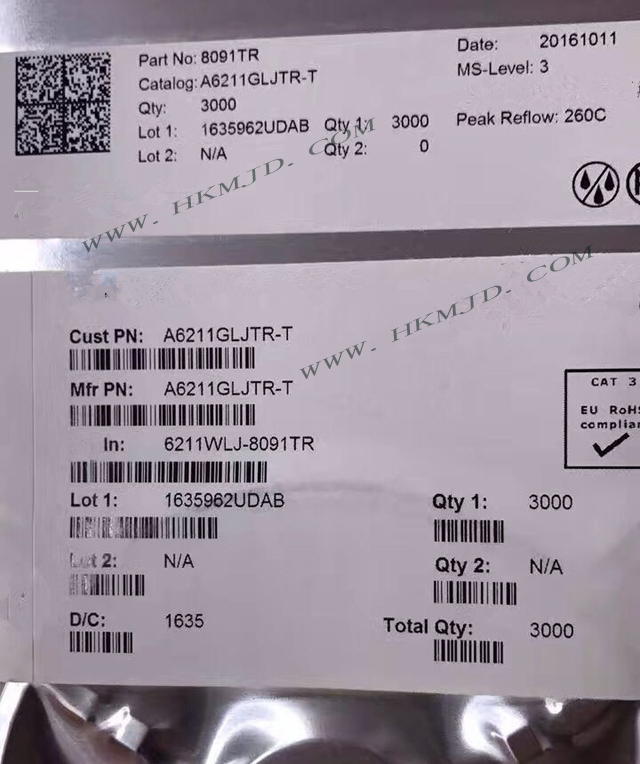 Part No: 8091TR
Date: 20161011
Catalog: A6211GLJTR-T
MS-Level: 3
Qty: 3000
Lot 1: 1635962UDAB Qty 1: 3000
Peak Reflow: 260C
Lot 2: N/A Qty 2: 0
www.HKMJD.COM
www.HKMJD.COM
Cust PN: A6211GLJTR-T
Mfr PN: A6211GLJTR-T
CAT 3
EU RoHS
In: 6211WLJ-8091TR
Lot 1: 1635962UDAB Qty 1: 3000
Lot 2: N/A Qty 2: N/A
D/C: 1635 Total Qty: 3000